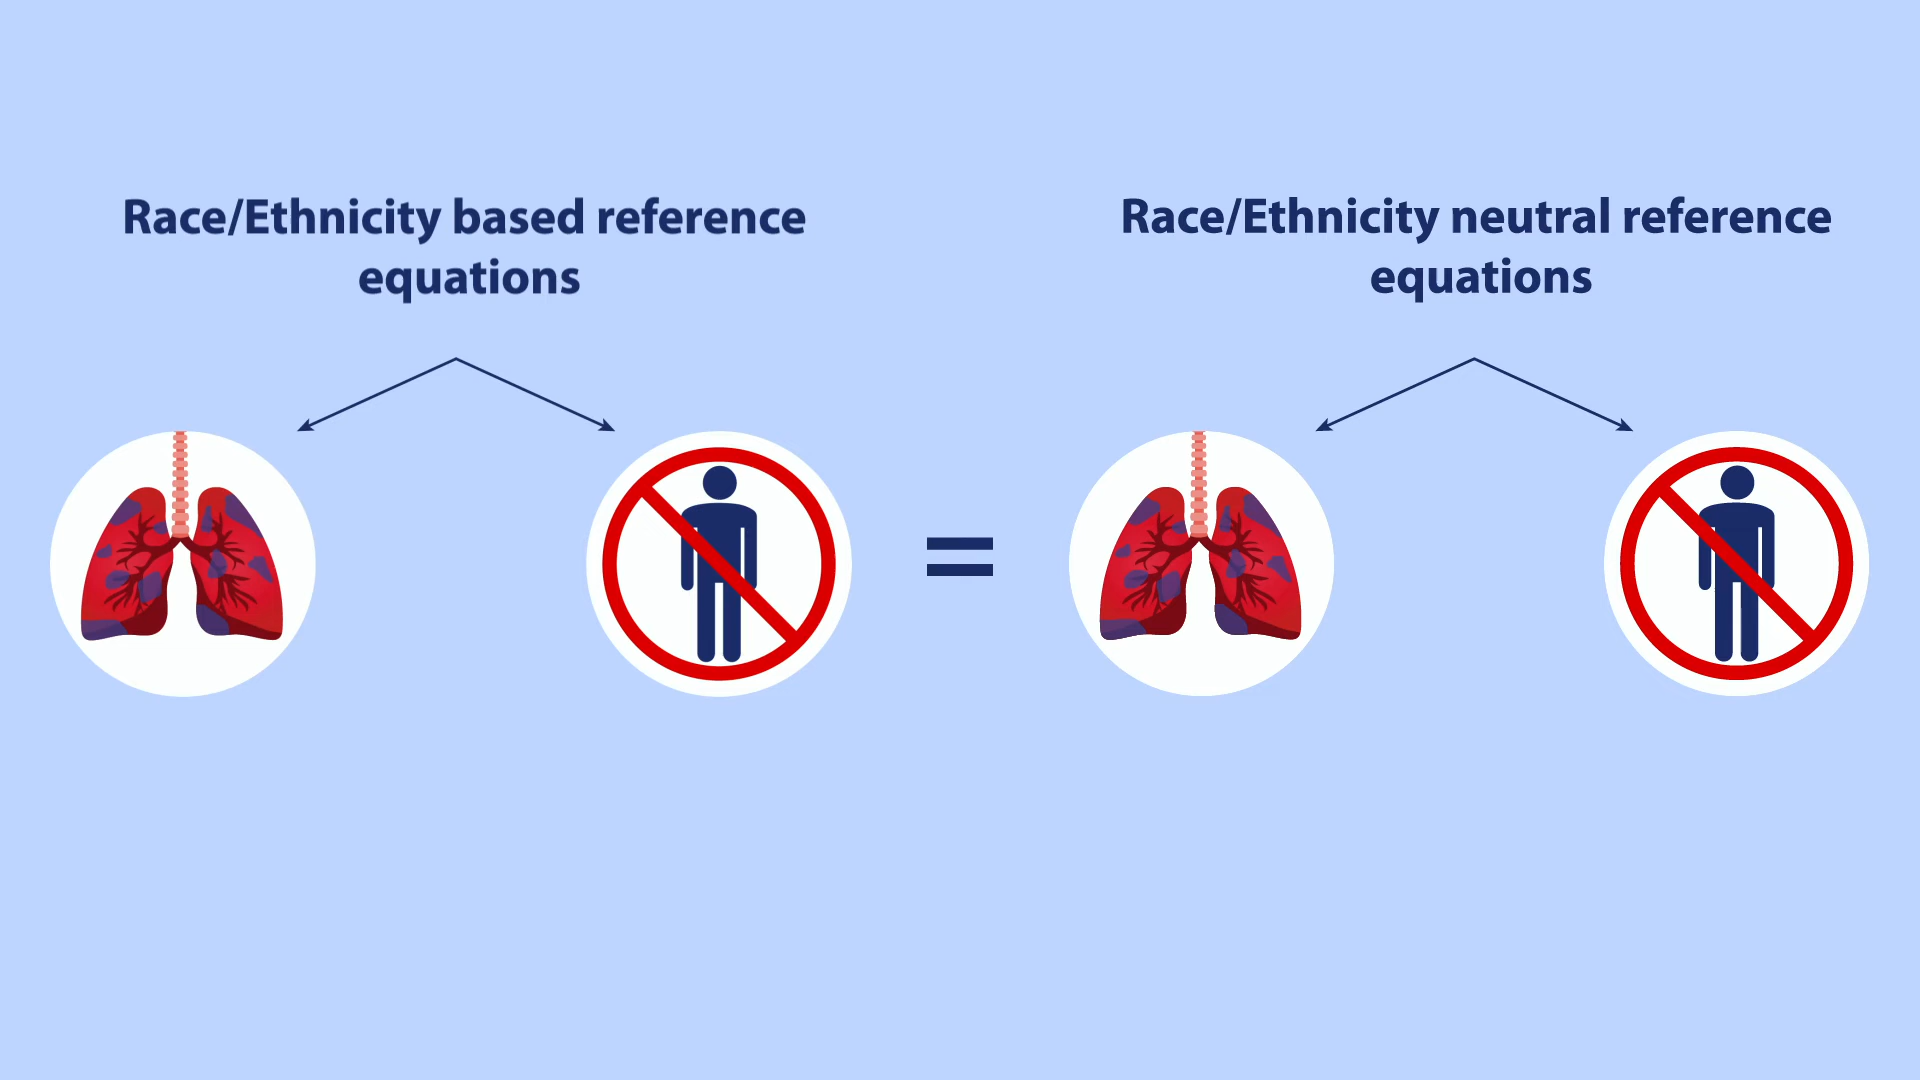 Race/Ethnicity based reference
equations
Race/Ethnicity neutral reference
equations
=